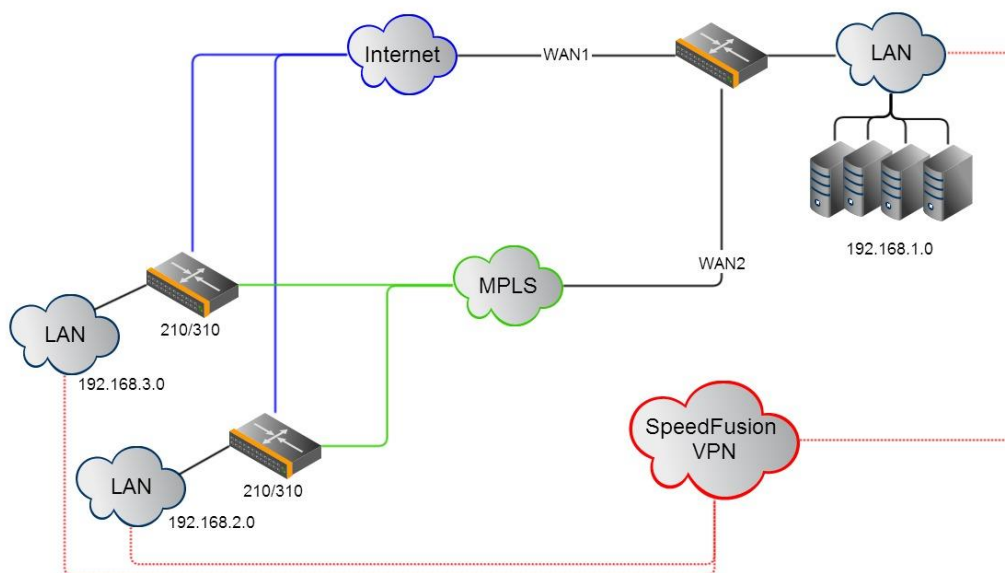 Internet
WAN1
LAN
192.168.1.0
WAN2
MPLS
210/310
LAN
192.168.3.0
SpeedFusion
VPN
LAN
210/310
192.168.2.0